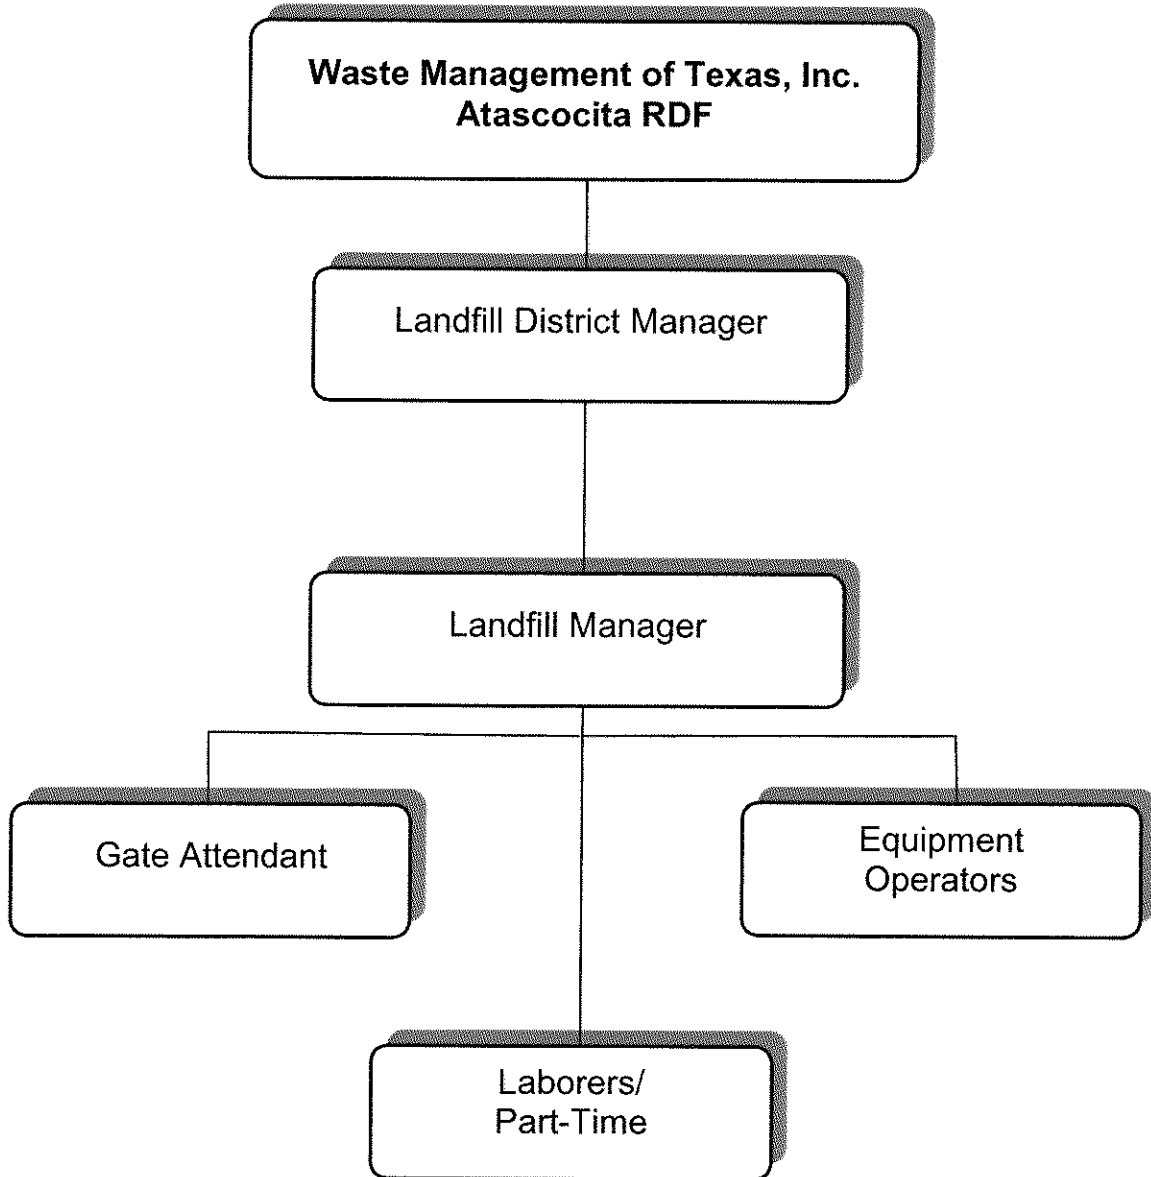 Waste Management of Texas, Inc.
Atascocita RDF
Landfill District Manager
Landfill Manager
Gate Attendant
Equipment
Operators
Laborers/
Part-Time